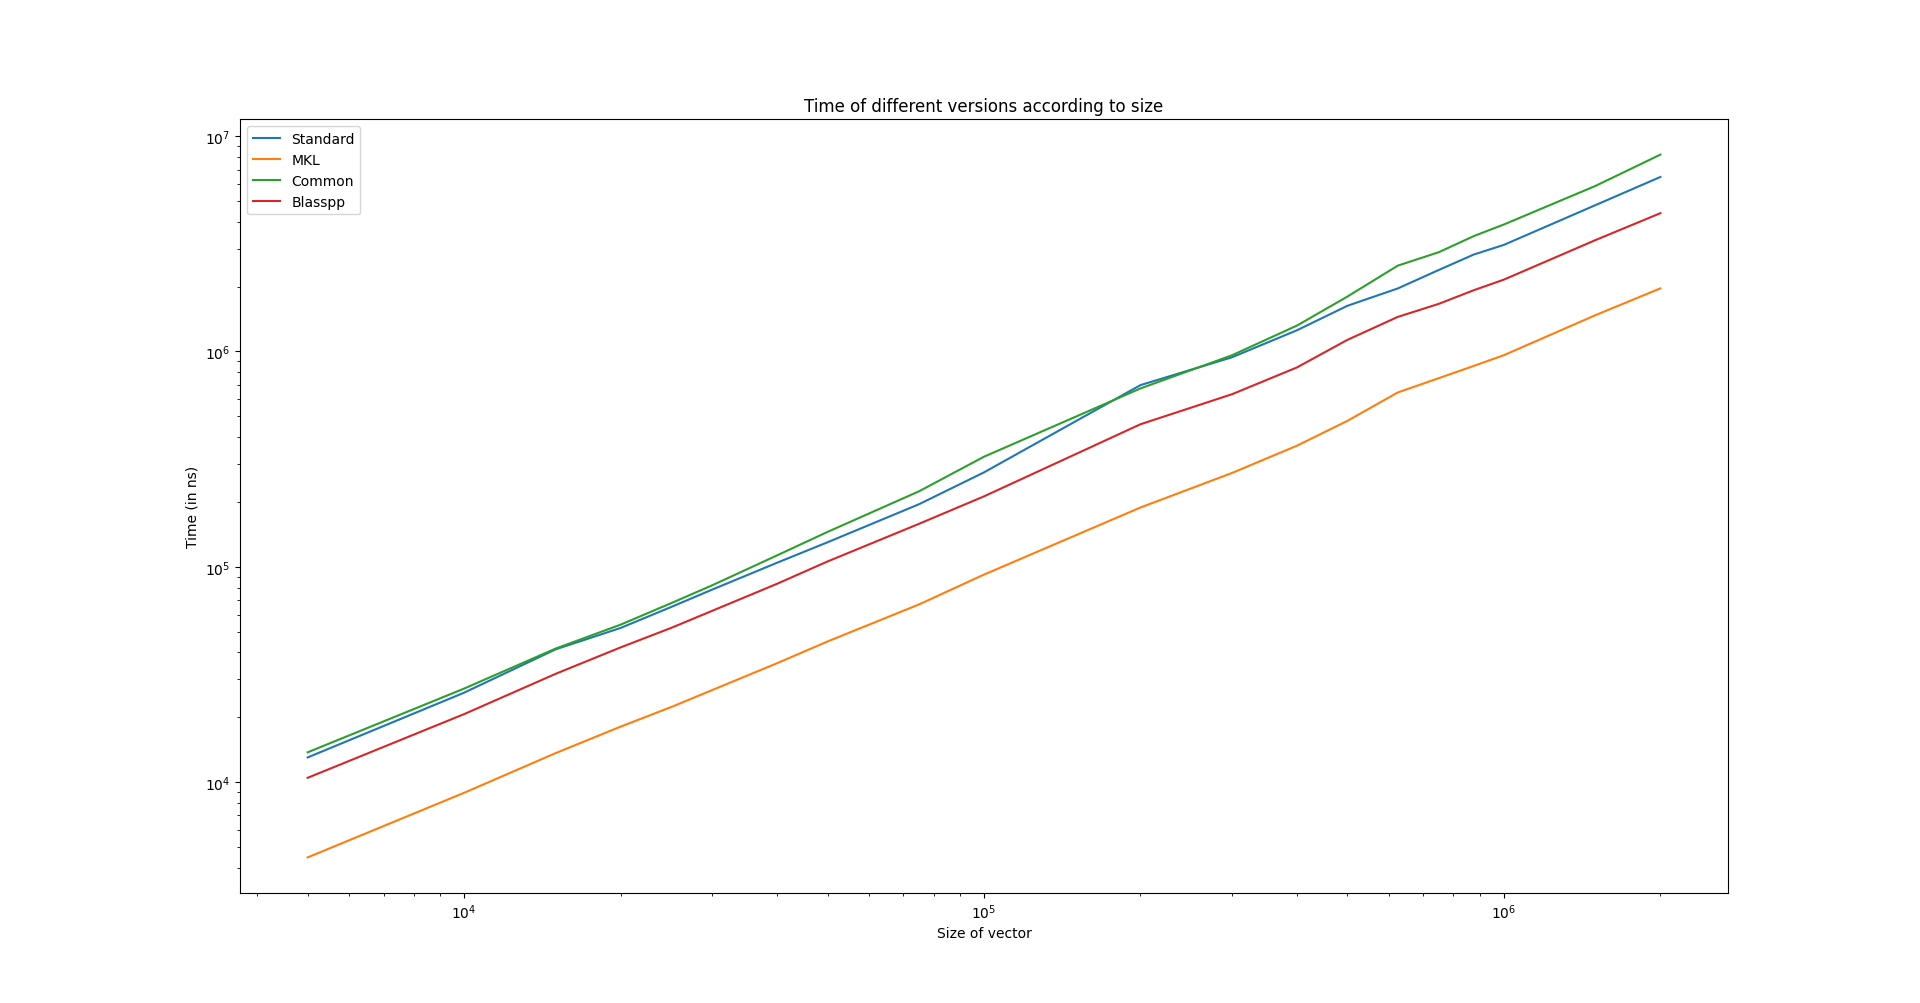 Time of different versions according to size
Standard
MKL
Common
Blasspp
10⁷
10⁶
10⁵
10⁴
Time (in ns)
10⁴ 10⁵ 10⁶
Size of vector